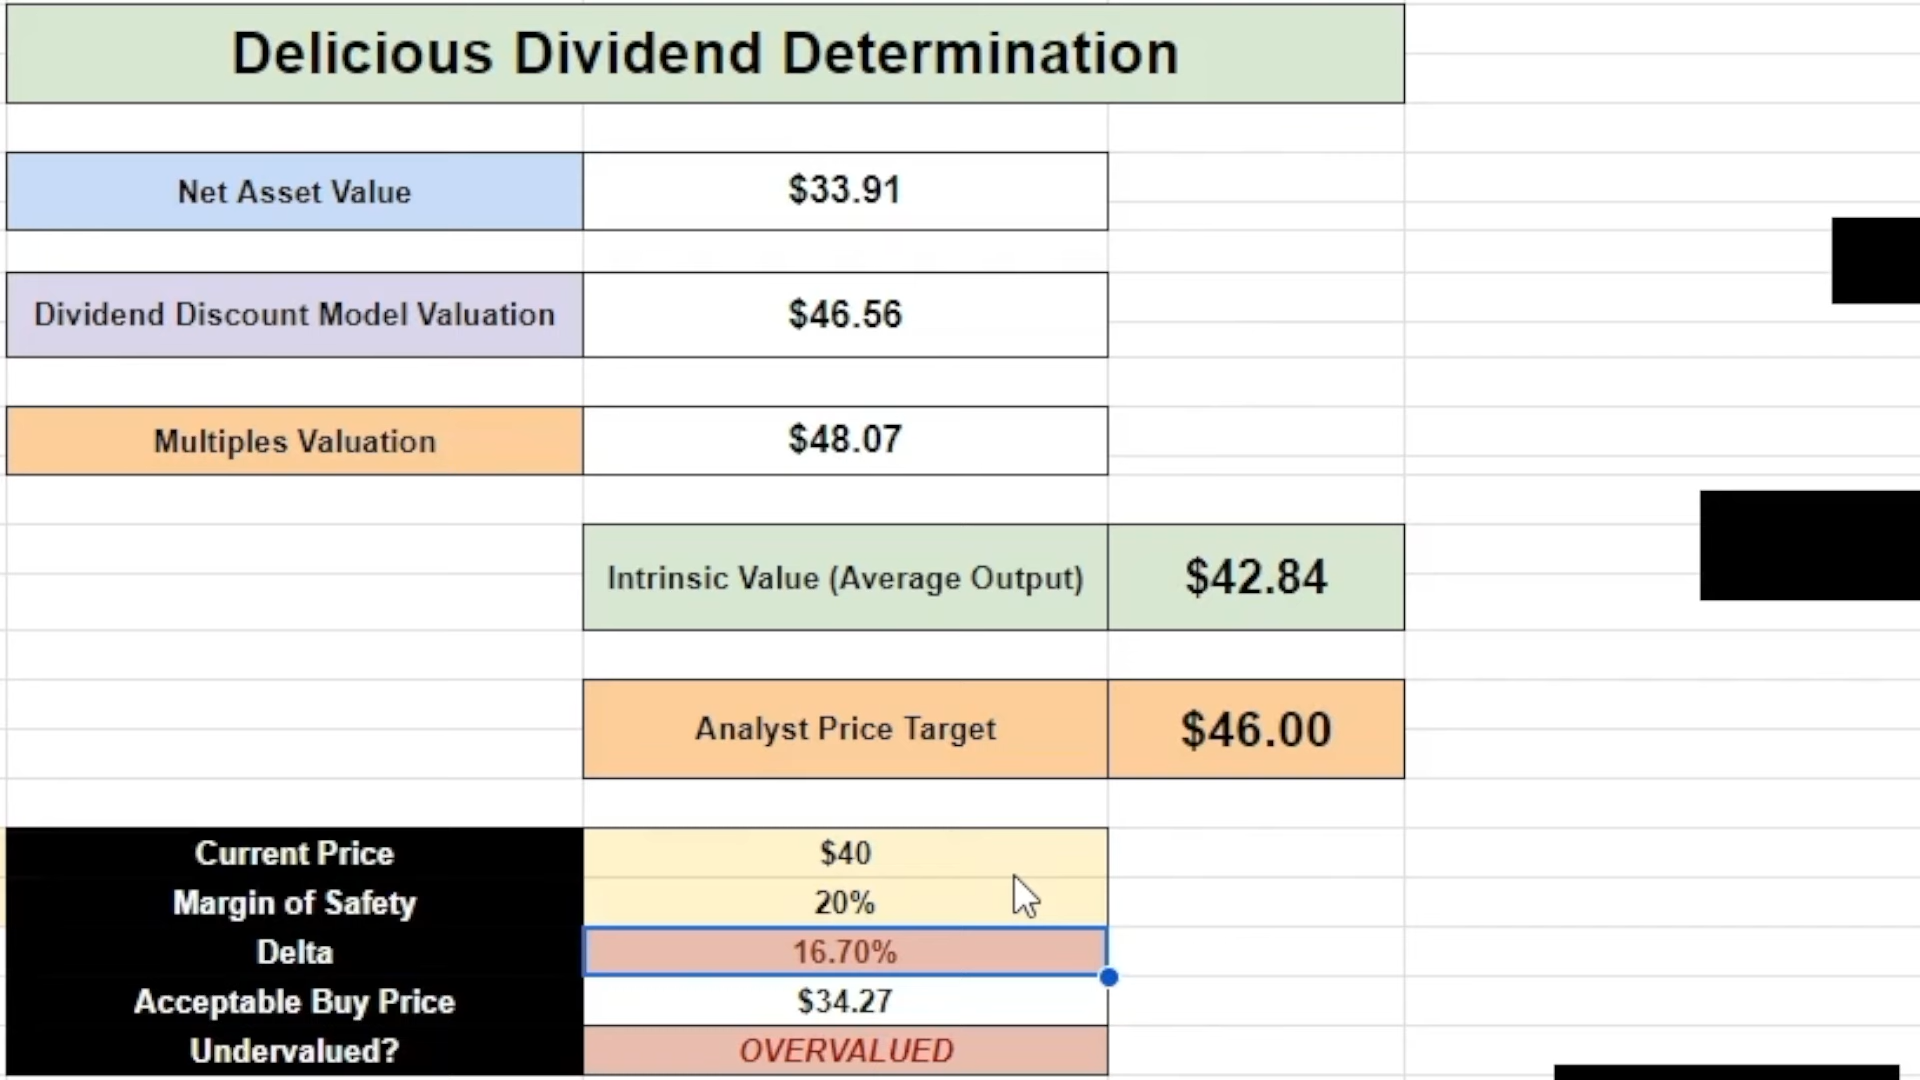 Delicious Dividend Determination
Net Asset Value $33.91
Dividend Discount Model Valuation $46.56
Multiples Valuation $48.07
Intrinsic Value (Average Output) $42.84
Analyst Price Target $46.00
Current Price $40
Margin of Safety 20%
Delta 16.70%
Acceptable Buy Price $34.27
Undervalued? OVERVALUED